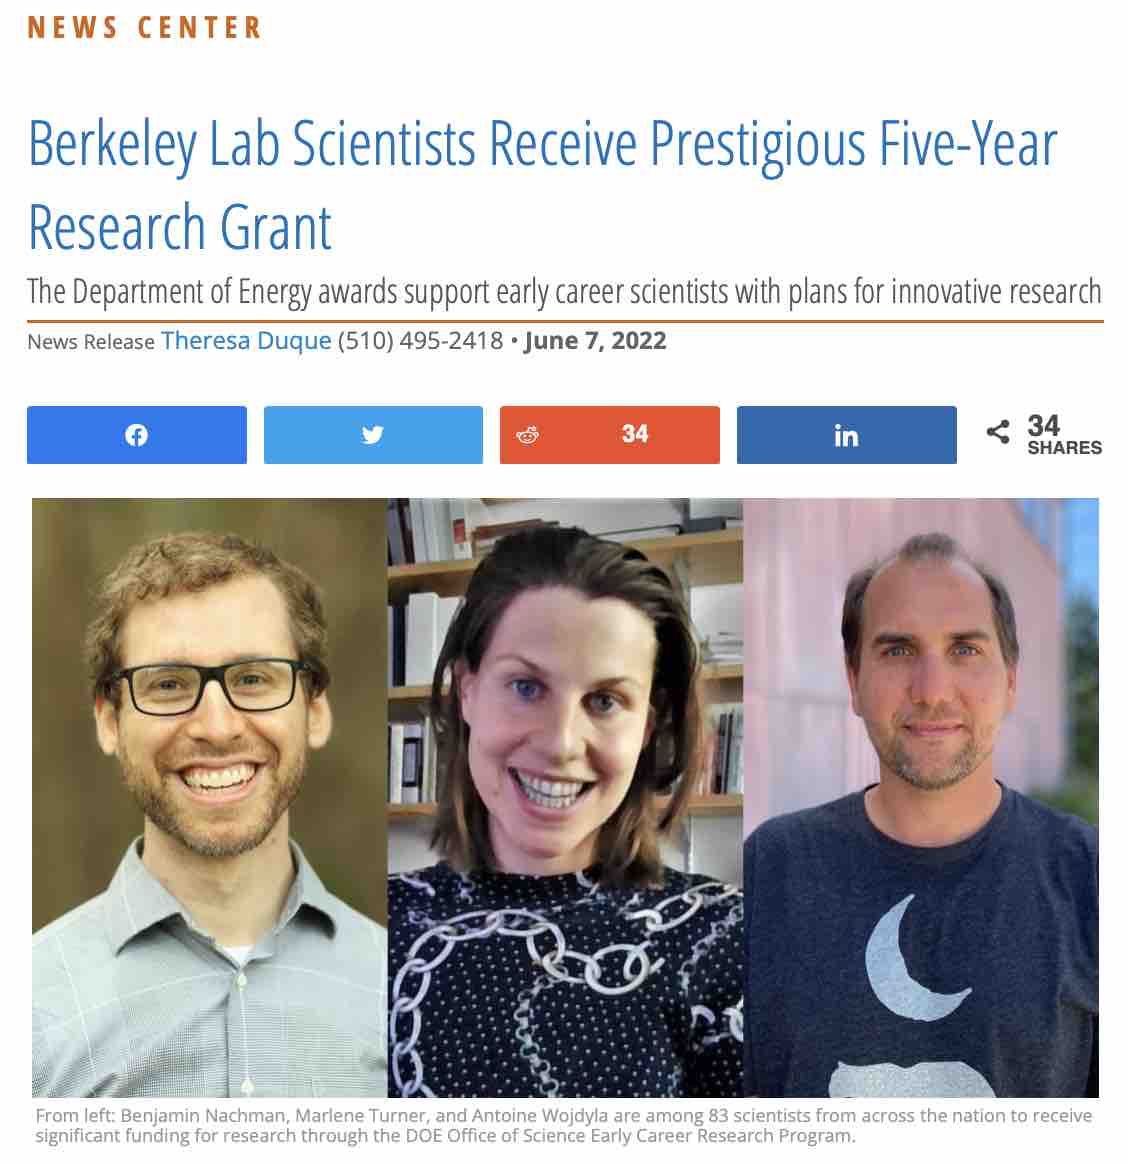 NEWS CENTER
Berkeley Lab Scientists Receive Prestigious Five-Year
Research Grant
The Department of Energy awards support early career scientists with plans for innovative research
News Release Theresa Duque (510) 495-2418 • June 7, 2022
in
34
34
SHARES
From left: Benjamin Nachman, Marlene Turner, and Antoine Wojdyla are among 83 scientists from across the nation to receive
significant funding for research through the DOE Office of Science Early Career Research Program.